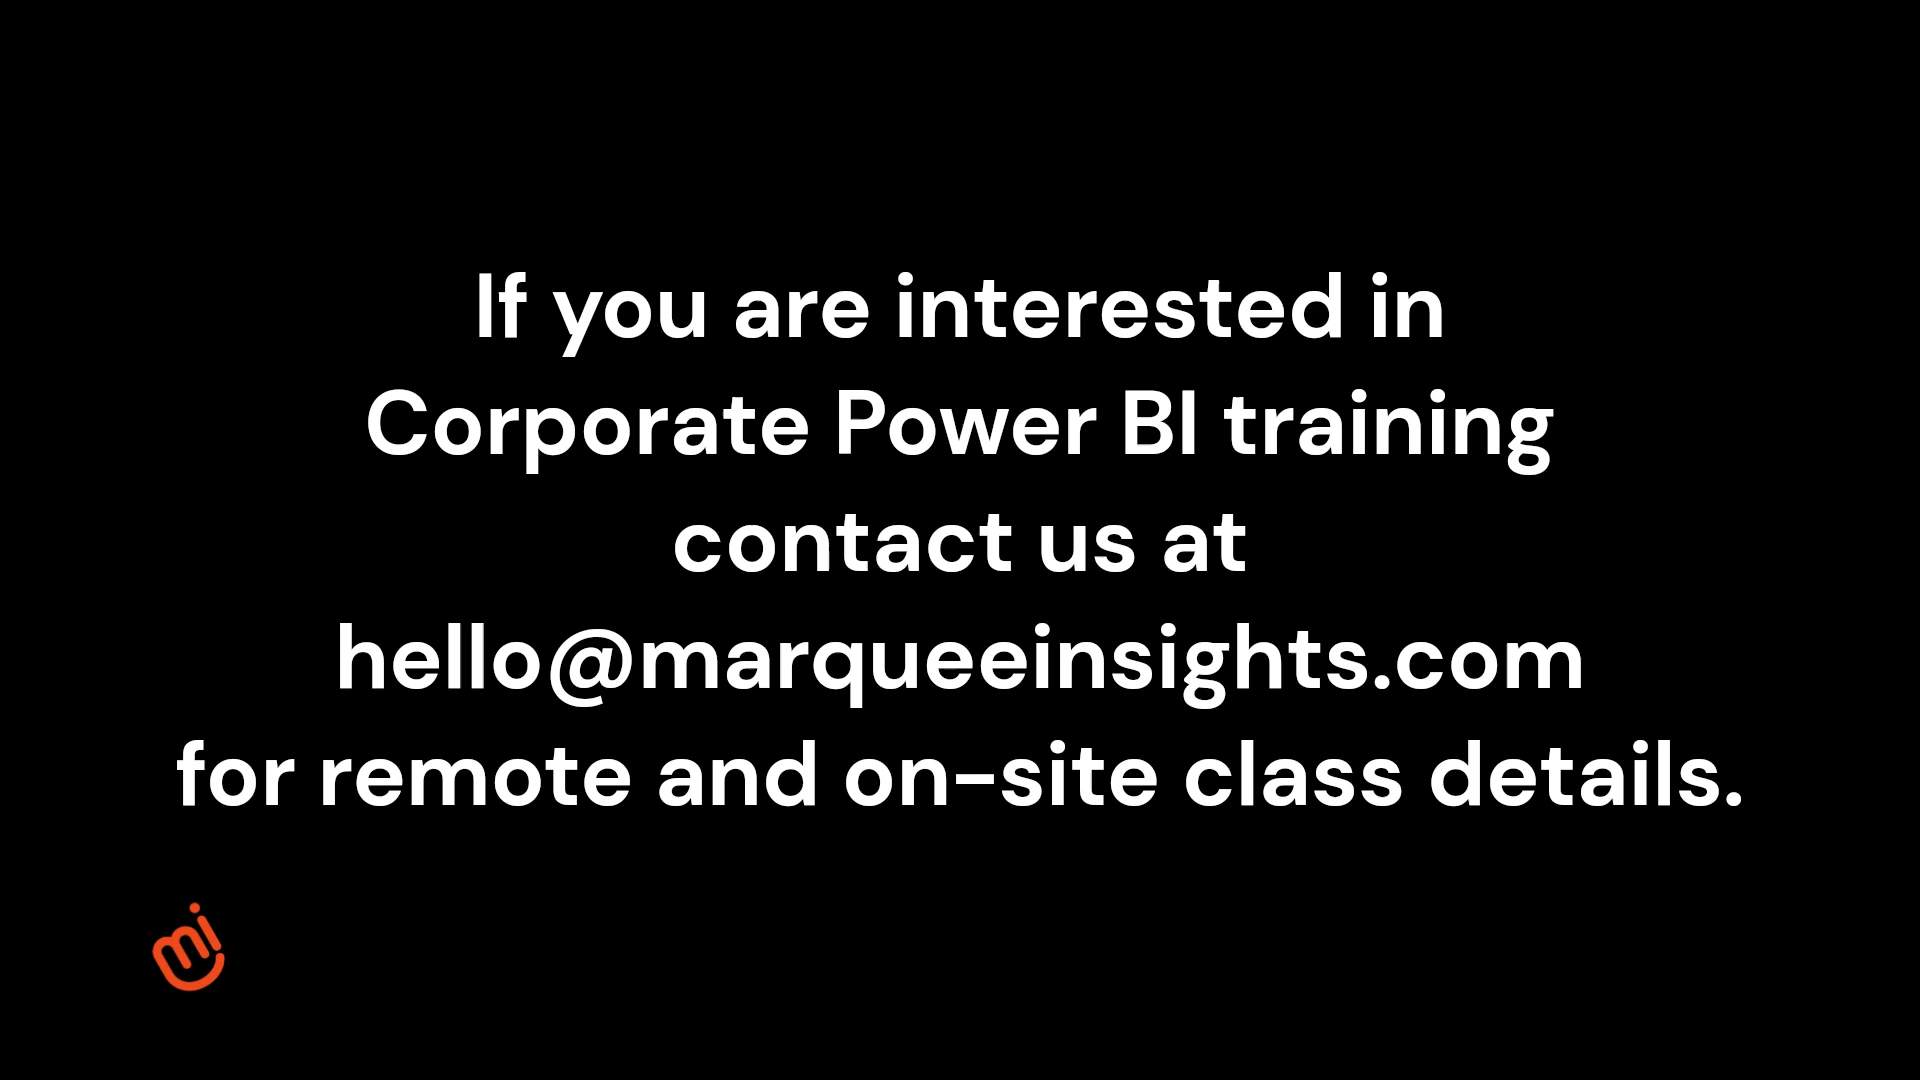 If you are interested in
Corporate Power BI training
contact us at
hello@marqueeinsights.com
for remote and on-site class details.
mi